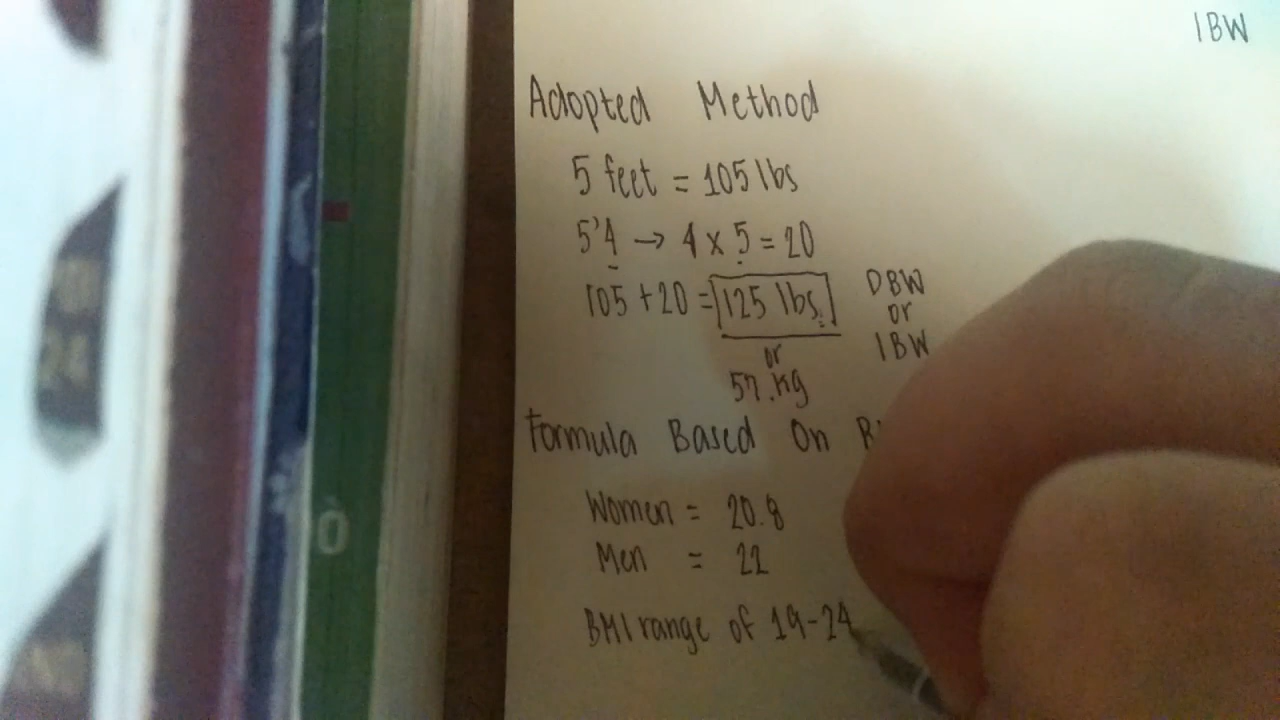 IBW
Adopted Method
5 feet = 105 lbs
5'4 → 4 x 5 = 20
105 + 20 = 125 lbs.
DBW
or
IBW
or
57.kg
Formula Based On
Women = 20.8
Men = 22
BMI range of 19-24